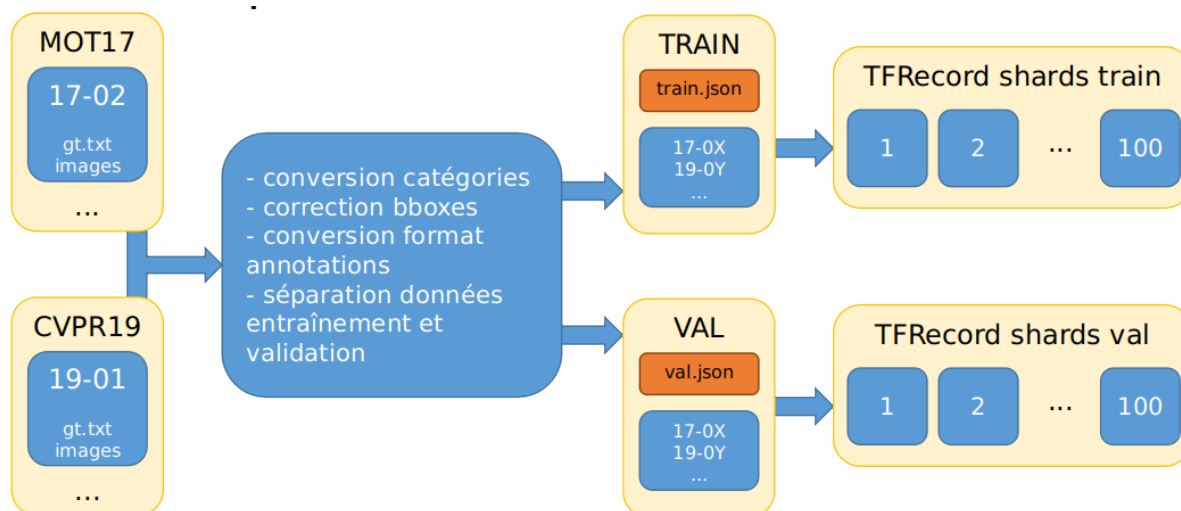 MOT17
17-02
gt.txt
images
...
CVPR19
19-01
gt.txt
images
...
- conversion catégories
- correction bboxes
- conversion format
annotations
- séparation données
entraînement et
validation
TRAIN
train.json
17-0X
19-0Y
...
VAL
val.json
17-0X
19-0Y
...
TFRecord shards train
1 2 ... 100
TFRecord shards val
1 2 ... 100